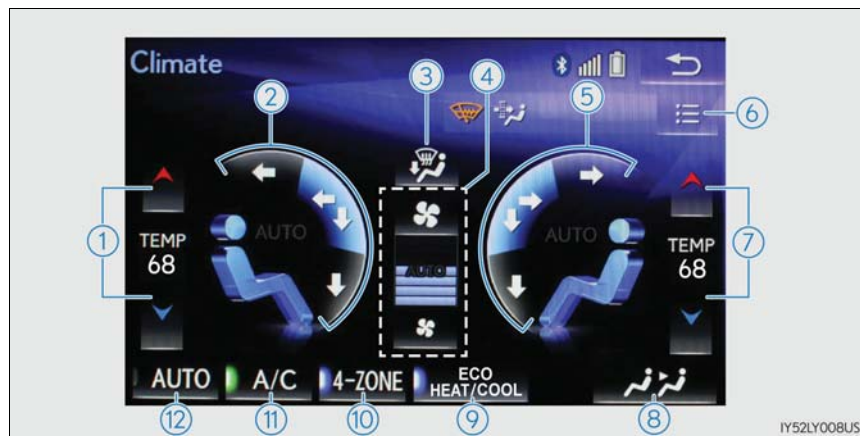 Climate
③ ④
② ⑤
⑥
AUTO AUTO
① TEMP 68
TEMP 68 ⑦
AUTO
AUTO A/C 4-ZONE ECO HEAT/COOL
⑫ ⑪ ⑩ ⑨ ⑧
IY52LY008US